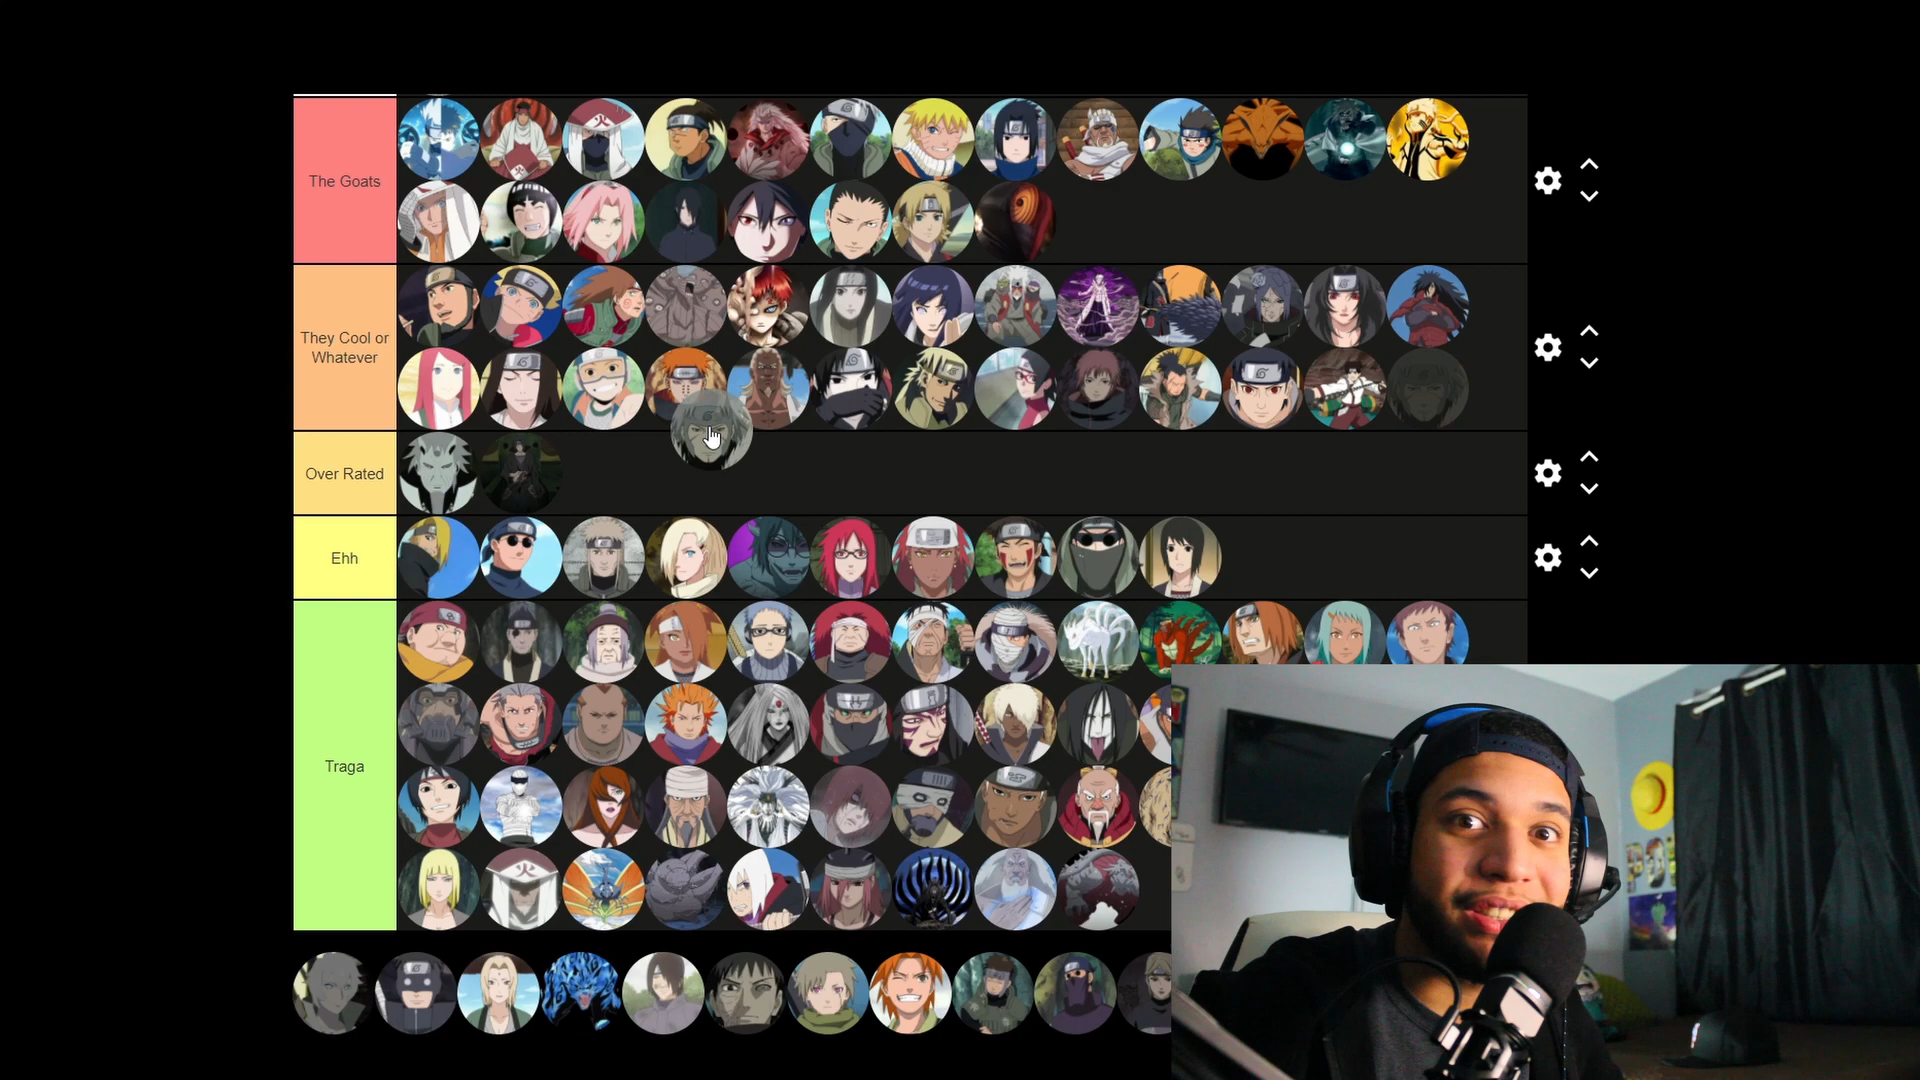 The Goats
They Cool or
Whatever
Over Rated
Ehh
Traga